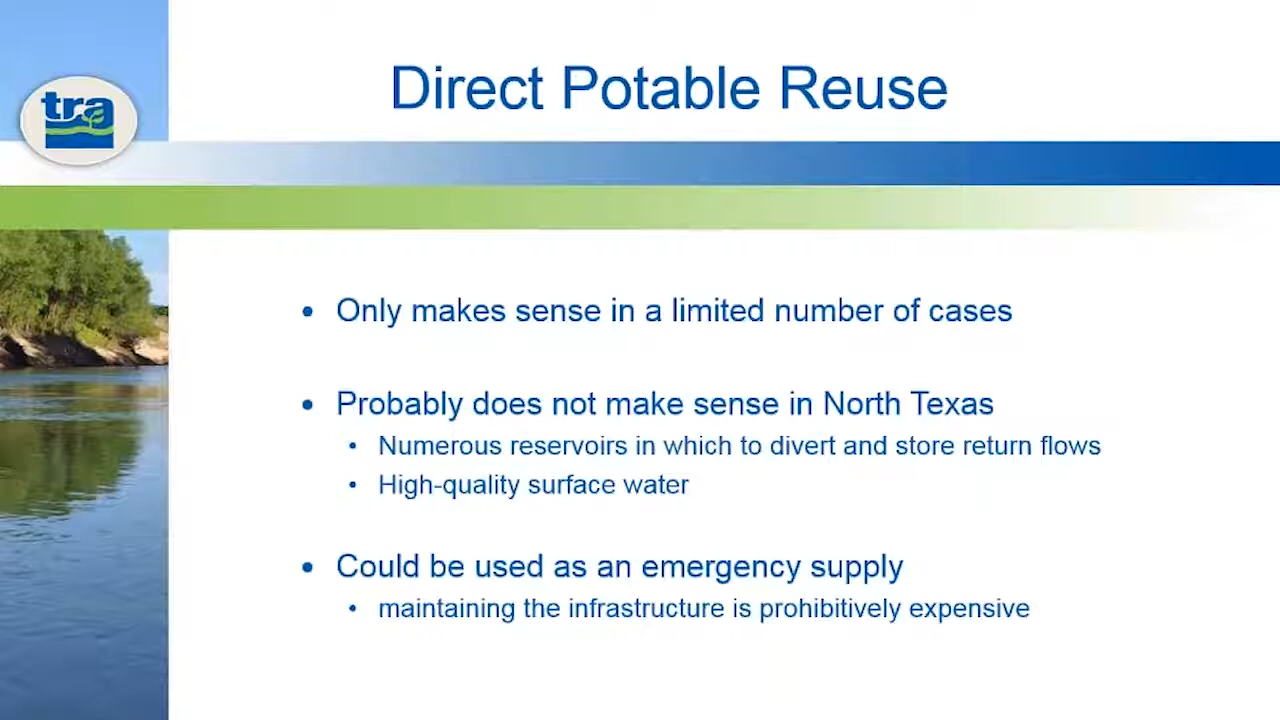 Direct Potable Reuse
tra
• Only makes sense in a limited number of cases
• Probably does not make sense in North Texas
• Numerous reservoirs in which to divert and store return flows
• High-quality surface water
• Could be used as an emergency supply
• maintaining the infrastructure is prohibitively expensive